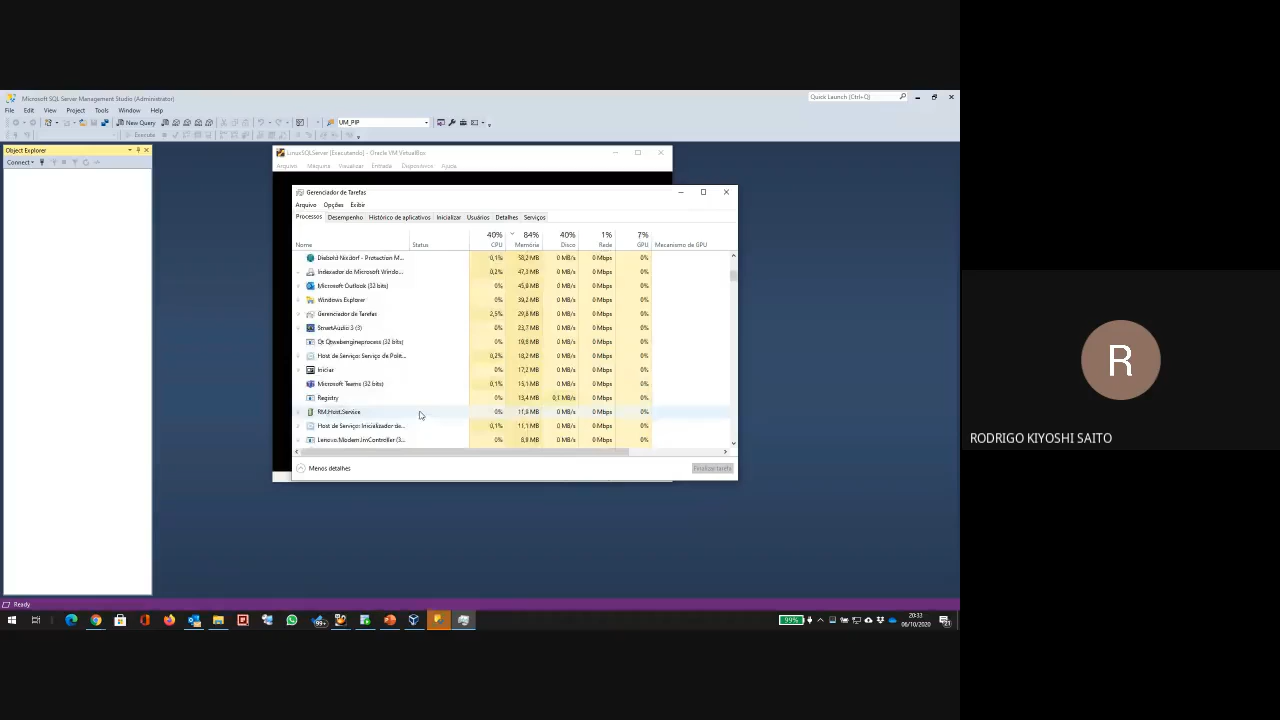 Microsoft SQL Server Management Studio (Administrator)
Quick Launch (Ctrl+Q)
File Edit View Project Tools Window Help
New Query
UM_PIP
Execute
Object Explorer
Connect
LinuxSQLServer [Executando] - Oracle VM VirtualBox
Arquivo Máquina Visualizar Entrada Dispositivos Ajuda
Gerenciador de Tarefas
Arquivo Opções Exibir
Processos Desempenho Histórico de aplicativos Inicializar Usuários Detalhes Serviços
40% 84% 40% 1% 7%
Nome Status CPU Memória Disco Rede GPU Mecanismo de GPU
Diebold Nixdorf - Protection M... 0,1% 58,2 MB 0 MB/s 0 Mbps 0%
Indexador do Microsoft Windo... 0,2% 47,3 MB 0 MB/s 0 Mbps 0%
Microsoft Outlook (32 bits) 0% 45,0 MB 0 MB/s 0 Mbps 0%
Windows Explorer 0% 39,2 MB 0 MB/s 0 Mbps 0%
Gerenciador de Tarefas 2,5% 29,8 MB 0 MB/s 0 Mbps 0%
SmartAudio 3 (3) 0% 23,7 MB 0 MB/s 0 Mbps 0%
Qt Qtwebengineprocess (32 bits) 0% 19,8 MB 0 MB/s 0 Mbps 0%
Host de Serviço: Serviço de Polít... 0,2% 18,2 MB 0 MB/s 0 Mbps 0%
Iniciar 0% 17,2 MB 0 MB/s 0 Mbps 0%
Microsoft Teams (32 bits) 0,1% 15,1 MB 0 MB/s 0 Mbps 0%
Registry 0% 13,4 MB 0,1 MB/s 0 Mbps 0%
RM.Host.Service 0% 11,9 MB 0 MB/s 0 Mbps 0%
Host de Serviço: Inicializador de... 0,1% 11,1 MB 0 MB/s 0 Mbps 0%
Lenovo.Modern.ImController (3... 0% 8,9 MB 0 MB/s 0 Mbps 0%
Menos detalhes
Finalizar tarefa
R
RODRIGO KIYOSHI SAITO
Ready
99+
99%
20:33
06/10/2020